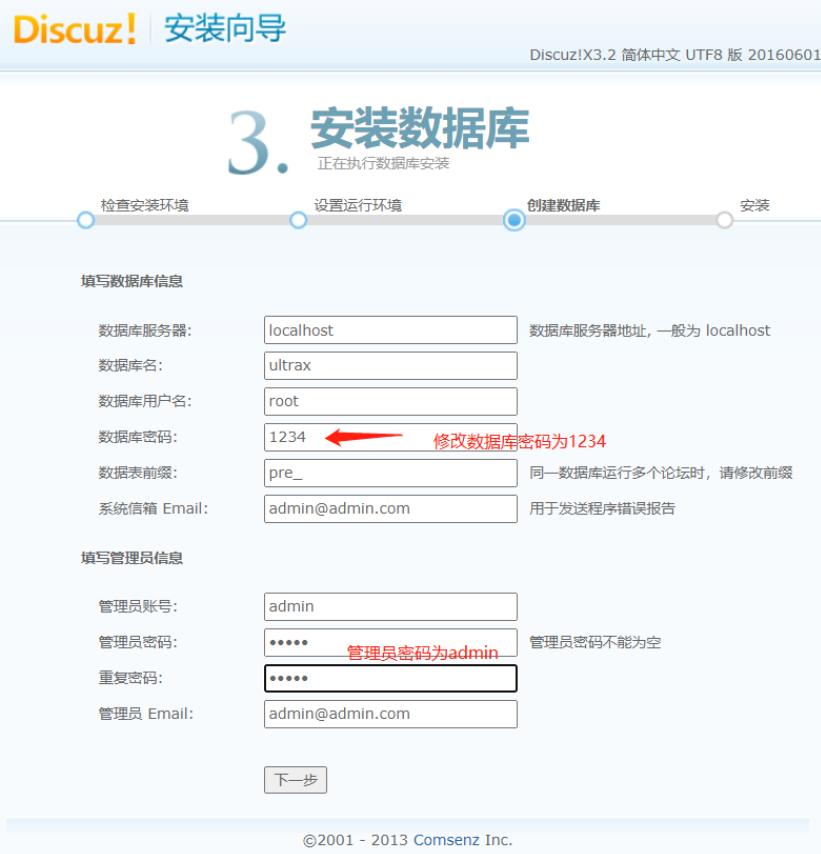 Discuz! 安装向导
Discuz!X3.2 简体中文 UTF8 版 20160601
3. 安装数据库
正在执行数据库安装
检查安装环境 设置运行环境 创建数据库 安装
填写数据库信息
数据库服务器: localhost 数据库服务器地址, 一般为 localhost
数据库名: ultrax
数据库用户名: root
数据库密码: 1234 修改数据库密码为1234
数据表前缀: pre_ 同一数据库运行多个论坛时，请修改前缀
系统信箱 Email: admin@admin.com 用于发送程序错误报告
填写管理员信息
管理员账号: admin
管理员密码: ••••• 管理员密码不能为空
管理员密码为admin
重复密码: •••••
管理员 Email: admin@admin.com
下一步
©2001 - 2013 Comsenz Inc.